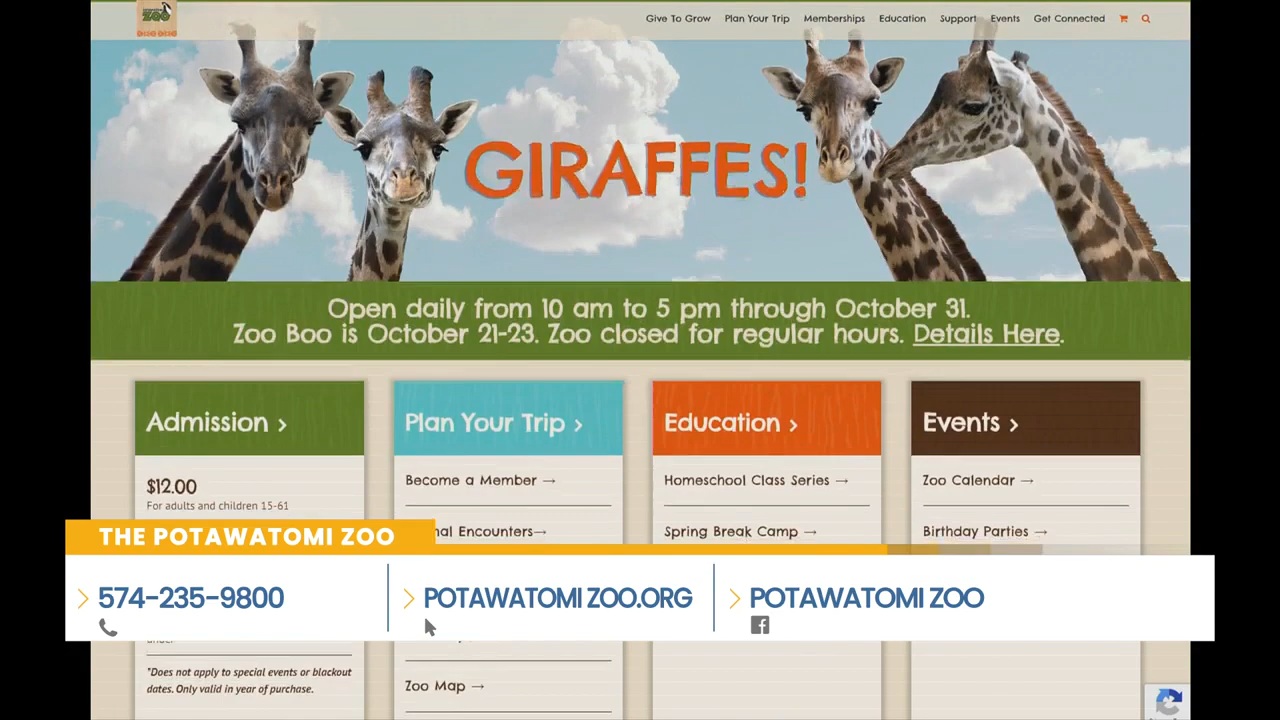 ZOO
Give To Grow Plan Your Trip Memberships Education Support Events Get Connected
GIRAFFES!
Open daily from 10 am to 5 pm through October 31.
Zoo Boo is October 21-23. Zoo closed for regular hours. Details Here.
Admission >
Plan Your Trip >
Education >
Events >
$12.00
For adults and children 15-61
Become a Member →
Homeschool Class Series →
Zoo Calendar →
Encounters→
Spring Break Camp →
Birthday Parties →
THE POTAWATOMI ZOO
574-235-9800
POTAWATOMI ZOO.ORG
POTAWATOMI ZOO
*Does not apply to special events or blackout
dates. Only valid in year of purchase.
Zoo Map →